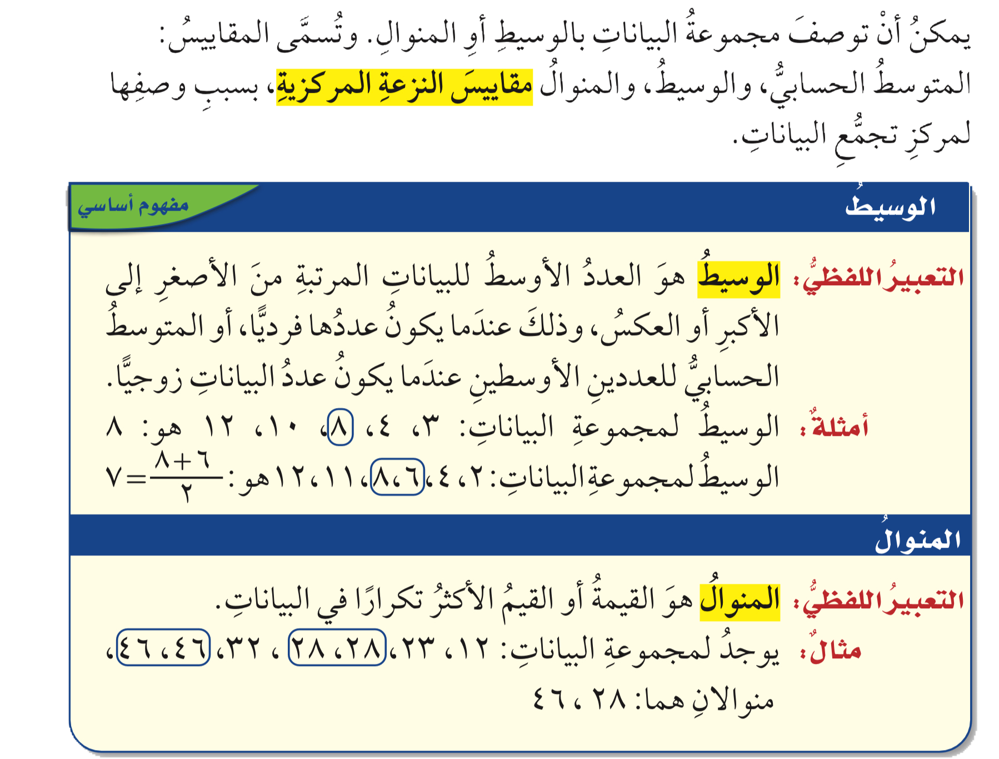 يمكنُ أنْ توصفَ مجموعةُ البياناتِ بالوسيطِ أوِ المنوالِ. وتُسمَّى المقاييسُ:
المتوسطُ الحسابيُّ، والوسيطُ، والمنوالُ مقاييسَ النزعةِ المركزيةِ، بسببِ وصفِها
لمركزِ تجمُّعِ البياناتِ.
الوسيطُ
مفهوم أساسي
التعبيرُ اللفظيُّ: الوسيطُ هوَ العددُ الأوسطُ للبياناتِ المرتبةِ منَ الأصغرِ إلى
الأكبرِ أو العكسُ، وذلكَ عندَما يكونُ عددُها فرديًّا، أو المتوسطُ
الحسابيُّ للعددينِ الأوسطينِ عندَما يكونُ عددُ البياناتِ زوجيًّا.
أمثلةٌ: الوسيطُ لمجموعةِ البياناتِ: ٣، ٤، ٨، ١٠، ١٢ هو: ٨
الوسيطُ لمجموعةِ البياناتِ: ٢، ٤، ٦، ٨، ١١، ١٢ هو: ٦+٨/٢ = ٧
المنوالُ
التعبيرُ اللفظيُّ: المنوالُ هوَ القيمةُ أو القيمُ الأكثرُ تكرارًا في البياناتِ.
مثالٌ: يوجدُ لمجموعةِ البياناتِ: ١٢، ٢٣، ٢٨، ٢٨، ٣٢، ٤٦، ٤٦،
منوالانِ هما: ٢٨، ٤٦